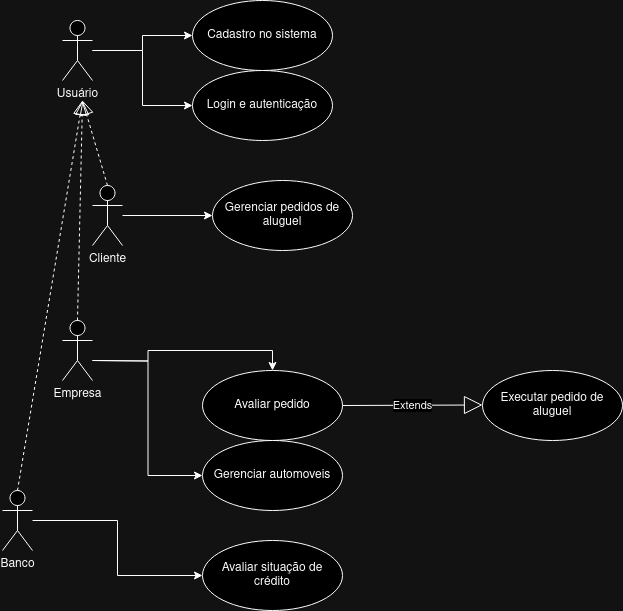 Cadastro no sistema
Usuário
Login e autenticação
Gerenciar pedidos de
aluguel
Cliente
Empresa
Avaliar pedido
Extends
Executar pedido de
aluguel
Gerenciar automoveis
Banco
Avaliar situação de
crédito